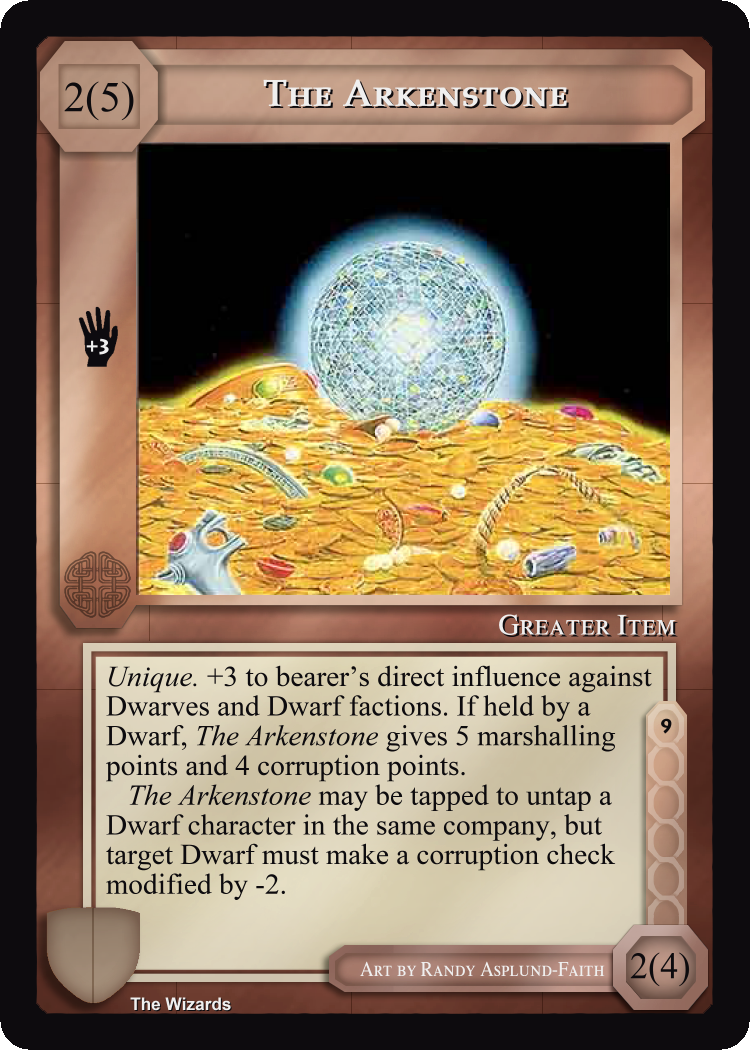 2(5)
The Arkenstone
+3
Greater Item
Unique. +3 to bearer's direct influence against
Dwarves and Dwarf factions. If held by a
Dwarf, The Arkenstone gives 5 marshalling
points and 4 corruption points.
The Arkenstone may be tapped to untap a
Dwarf character in the same company, but
target Dwarf must make a corruption check
modified by -2.
9
Art by Randy Asplund-Faith
2(4)
The Wizards